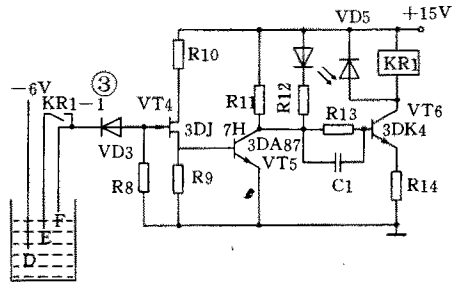 VD5
+15V
③
-6V
KR1-1
R10
KR1
VT4
R11
R12
R13
VT6
3DJ 7H
3DK4
VD3
3DA87
VT5
R8
R9
C1
R14
F
E
D